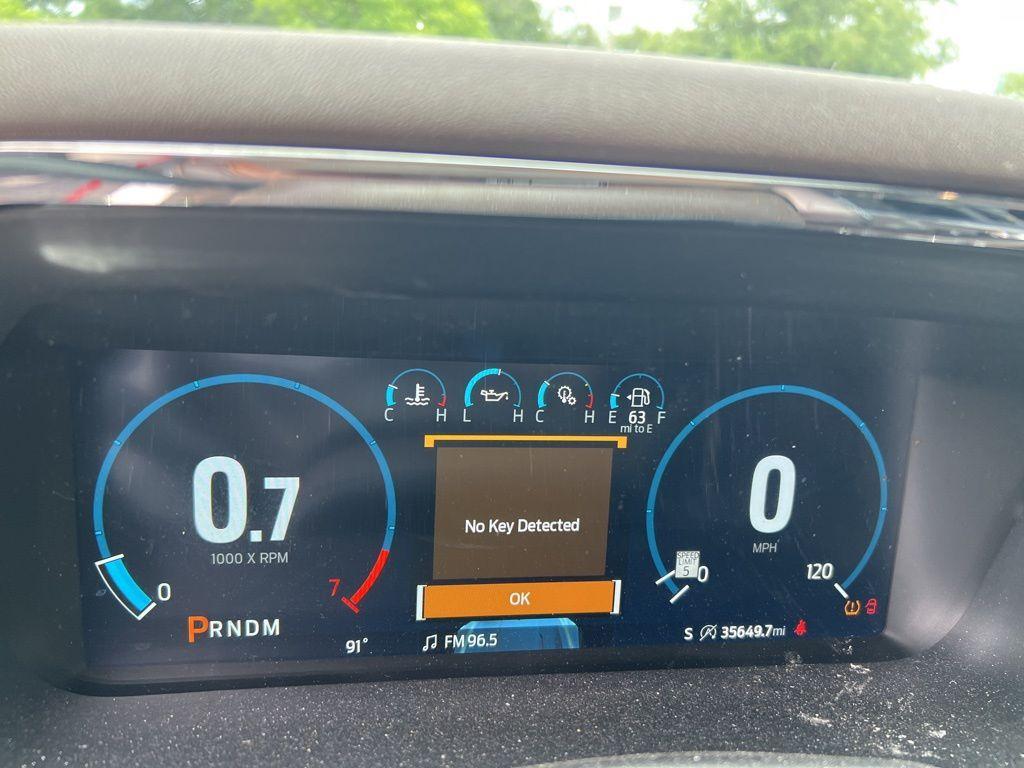 C H
L H
C H
E 63 F
mi to E
0.7
1000 X RPM
0
7
No Key Detected
OK
0
MPH
SPEED
LIMIT
5
0
120
PRNDM
91°
FM 96.5
S 35649.7mi